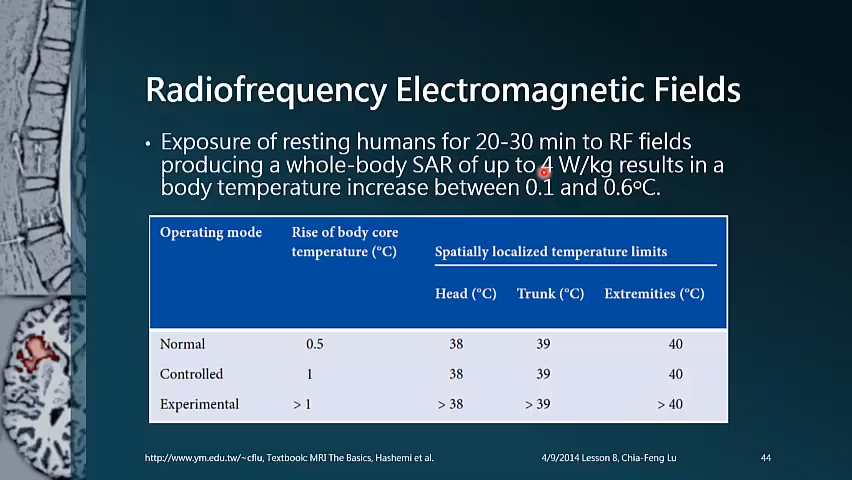 Radiofrequency Electromagnetic Fields
• Exposure of resting humans for 20-30 min to RF fields
producing a whole-body SAR of up to 4 W/kg results in a
body temperature increase between 0.1 and 0.6°C.
Operating mode Rise of body core
temperature (°C) Spatially localized temperature limits
Head (°C) Trunk (°C) Extremities (°C)
Normal 0.5 38 39 40
Controlled 1 38 39 40
Experimental > 1 > 38 > 39 > 40
http://www.ym.edu.tw/~cflu, Textbook: MRI The Basics, Hashemi et al. 4/9/2014 Lesson 8, Chia-Feng Lu 44